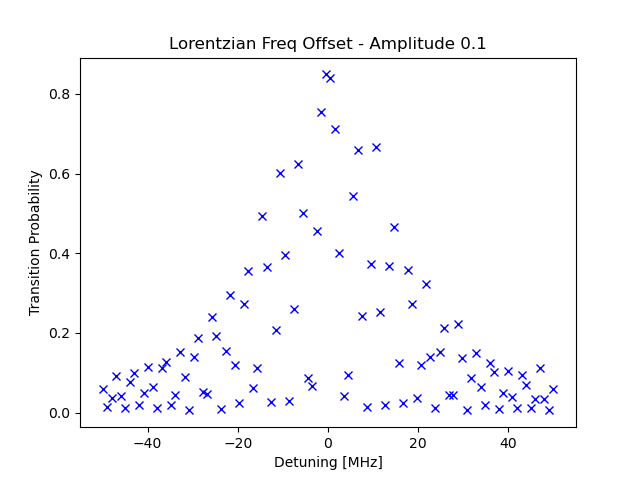 Lorentzian Freq Offset - Amplitude 0.1
Transition Probability
0.8
0.6
0.4
0.2
0.0
−40 −20 0 20 40
Detuning [MHz]